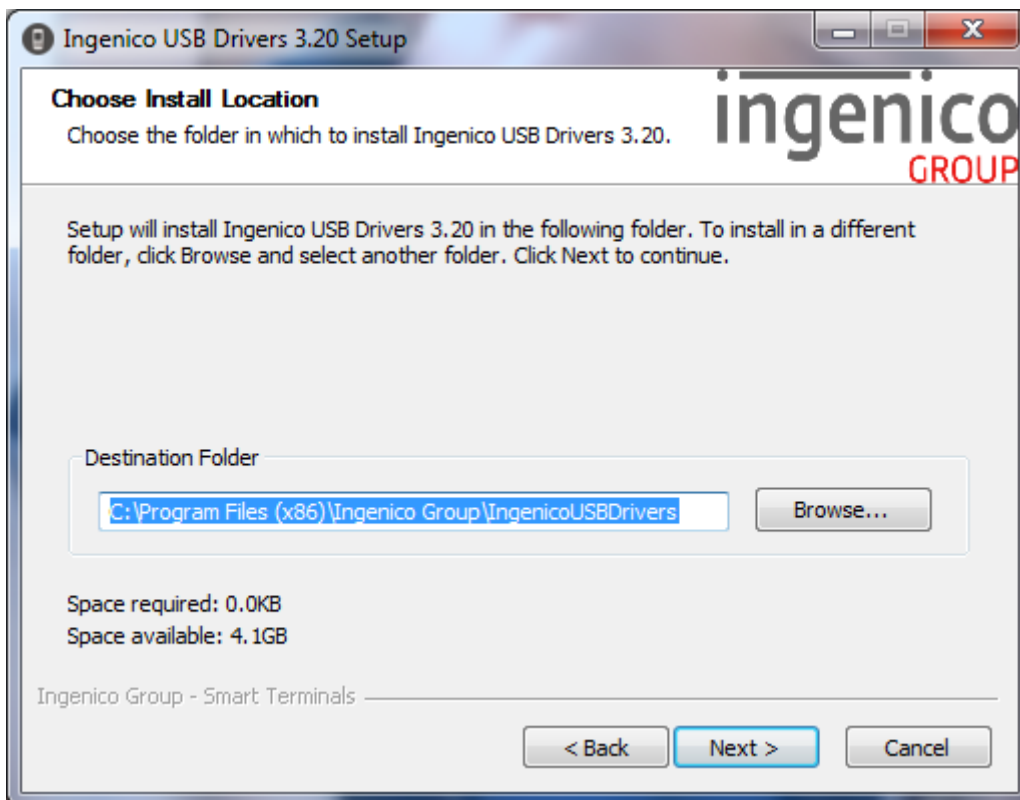 Ingenico USB Drivers 3.20 Setup
Choose Install Location
Choose the folder in which to install Ingenico USB Drivers 3.20.
ingenico
GROUP
Setup will install Ingenico USB Drivers 3.20 in the following folder. To install in a different
folder, click Browse and select another folder. Click Next to continue.
Destination Folder
C:\Program Files (x86)\Ingenico Group\IngenicoUSBDrivers
Browse...
Space required: 0.0KB
Space available: 4.1GB
Ingenico Group - Smart Terminals
< Back
Next >
Cancel